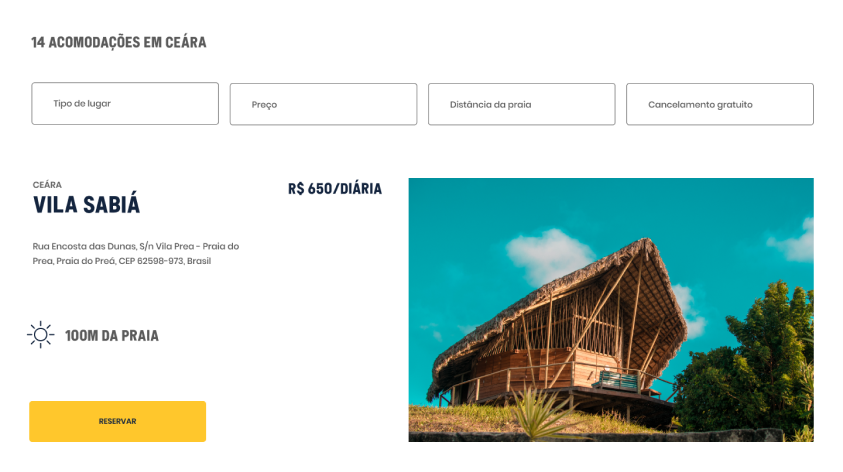 14 ACOMODAÇÕES EM CEÁRA
Tipo de lugar
Preço
Distância da praia
Cancelamento gratuito
CEÁRA
VILA SABIÁ
R$ 650/DIÁRIA
Rua Encosta das Dunas, S/n Vila Prea - Praia do
Prea, Praia do Preá, CEP 62598-973, Brasil
100M DA PRAIA
RESERVAR